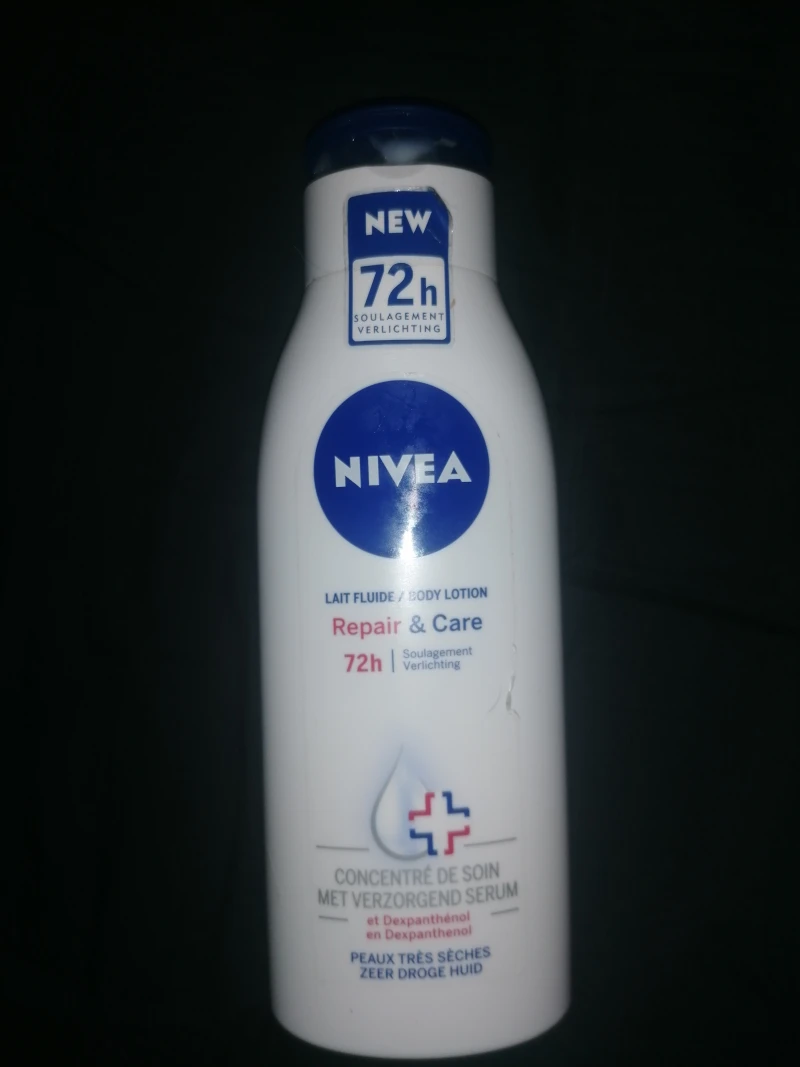 NEW
72h
SOULAGEMENT
VERLICHTING
NIVEA
LAIT FLUIDE / BODY LOTION
Repair & Care
72h | Soulagement
Verlichting
CONCENTRÉ DE SOIN
MET VERZORGEND SERUM
et Dexpanthénol
en Dexpanthenol
PEAUX TRÈS SÈCHES
ZEER DROGE HUID